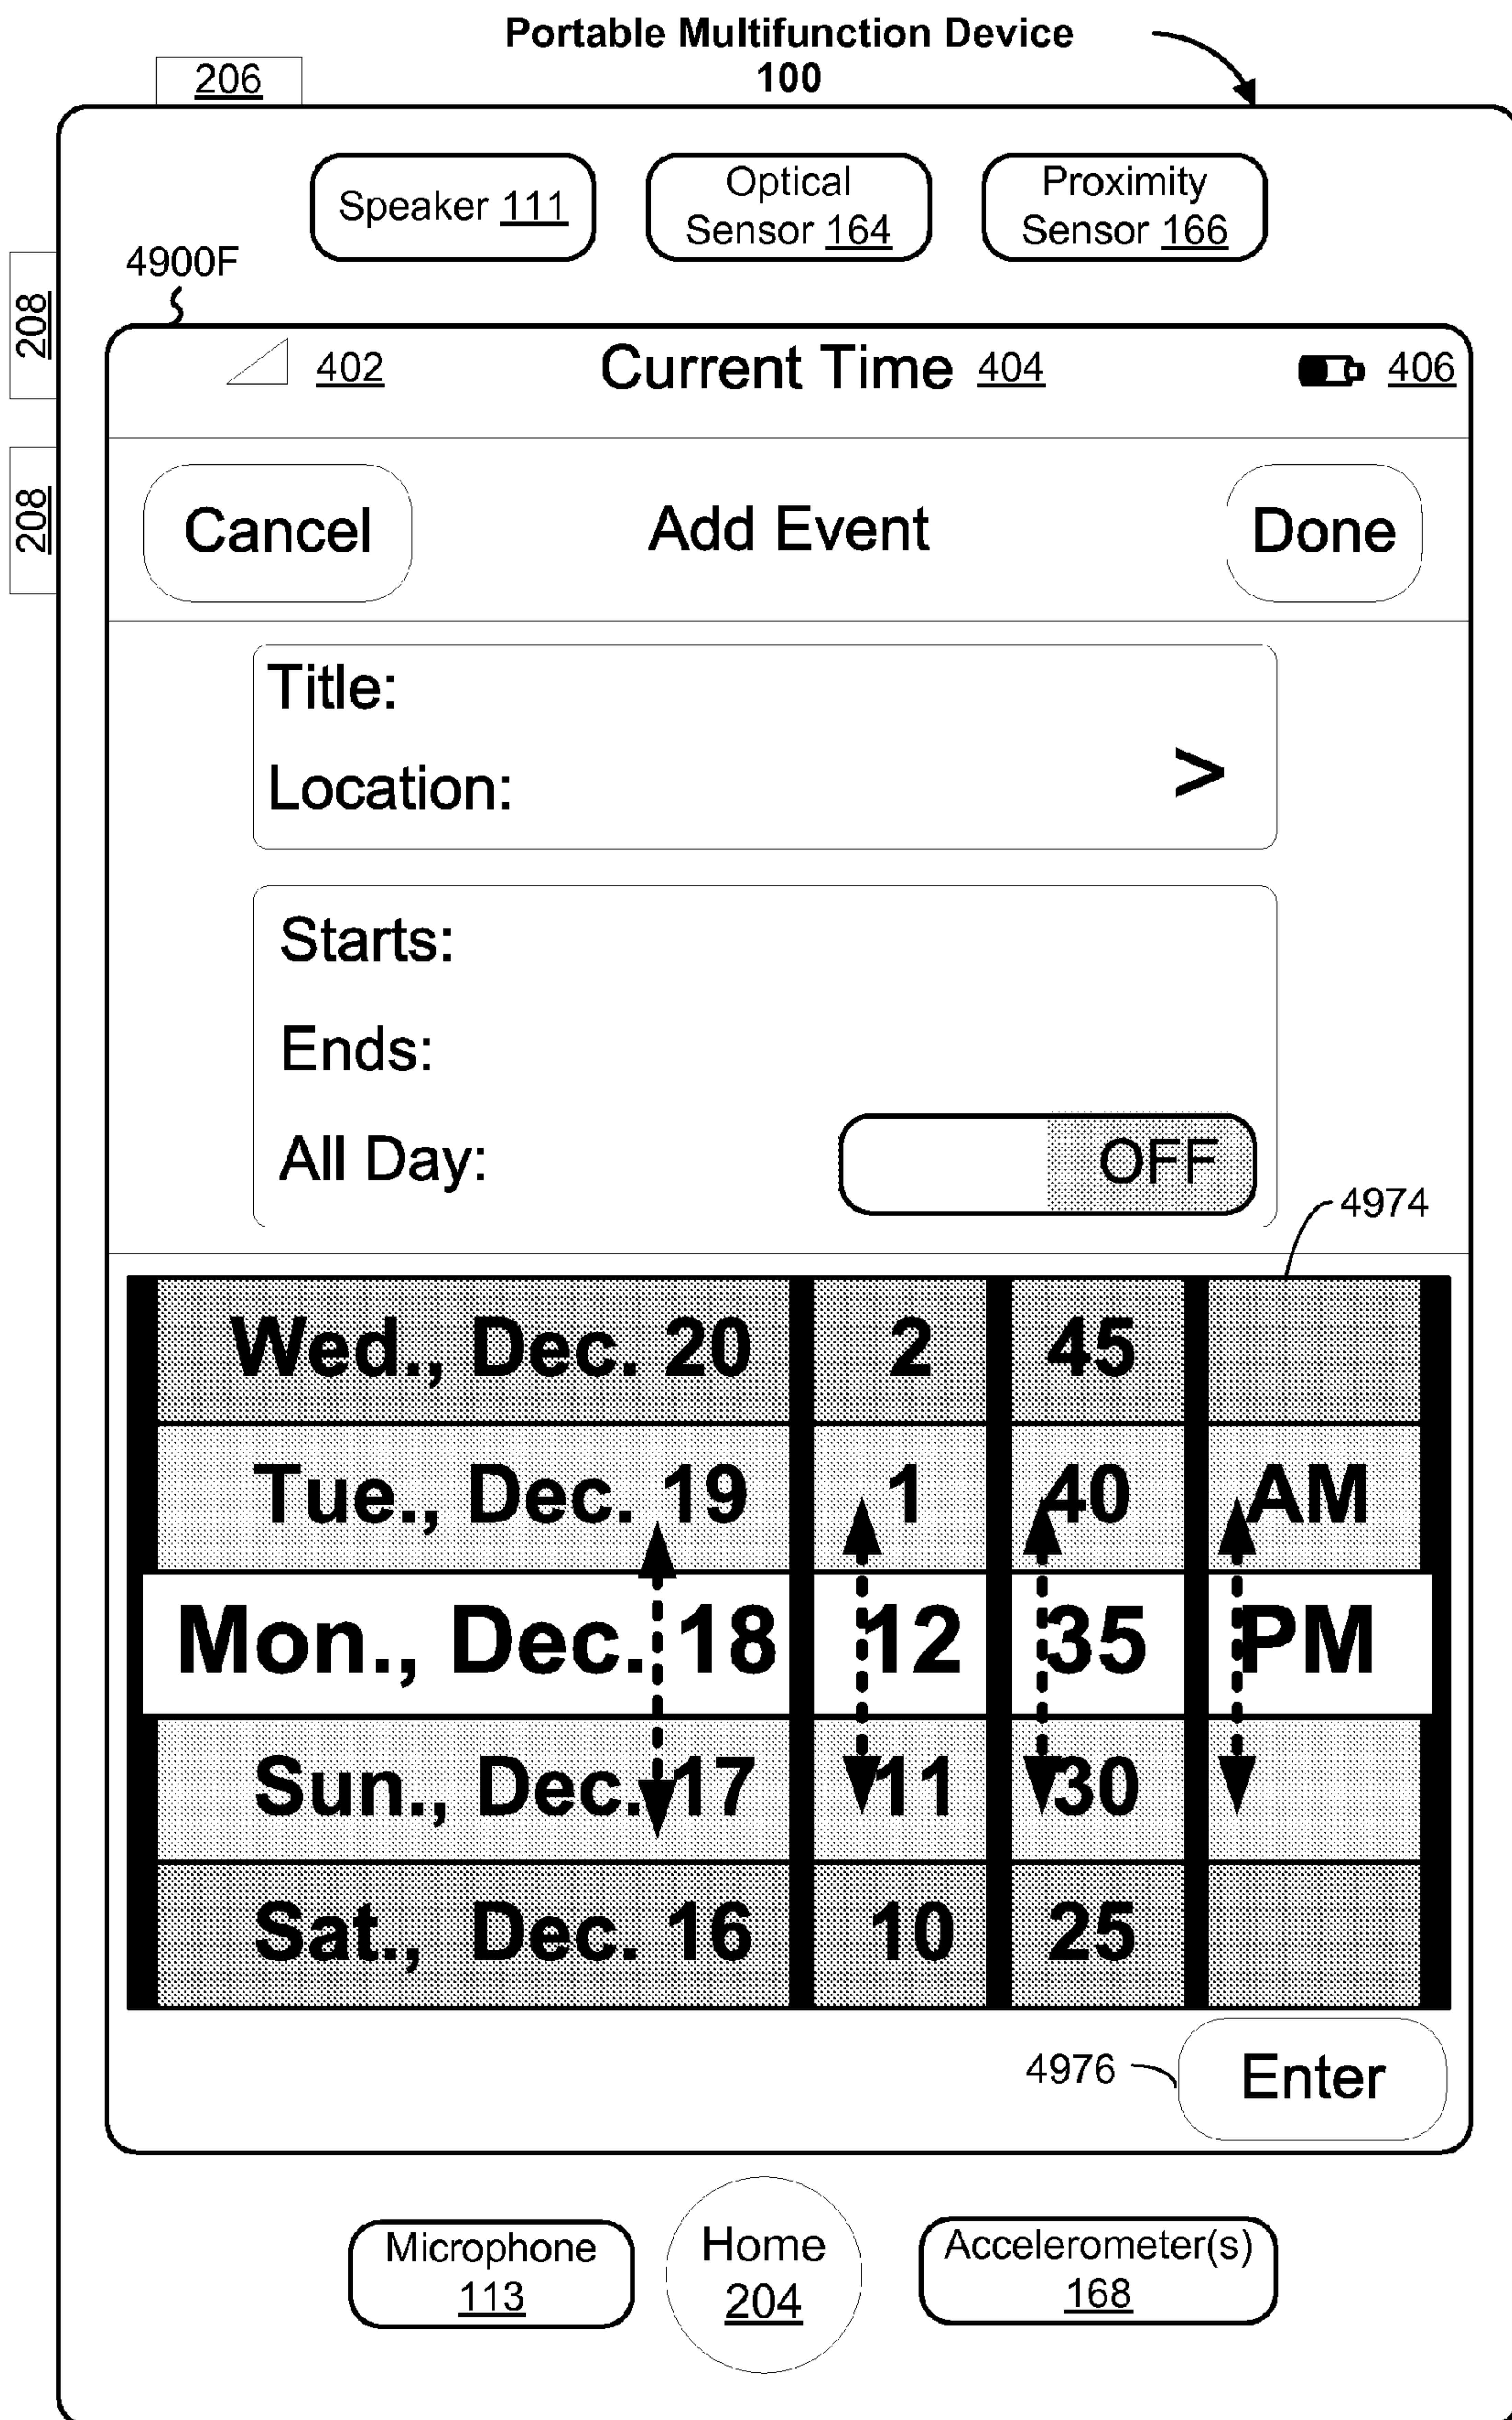 Portable Multifunction Device
100
206
Speaker 111
Optical
Sensor 164
Proximity
Sensor 166
4900F
208
208
402
Current Time 404
406
Cancel
Add Event
Done
Title:
Location:
>
Starts:
Ends:
All Day:
OFF
4974
Wed., Dec. 20 2 45
Tue., Dec. 19 1 40 AM
Mon., Dec. 18 12 35 PM
Sun., Dec. 17 11 30
Sat., Dec. 16 10 25
4976
Enter
Microphone
113
Home
204
Accelerometer(s)
168